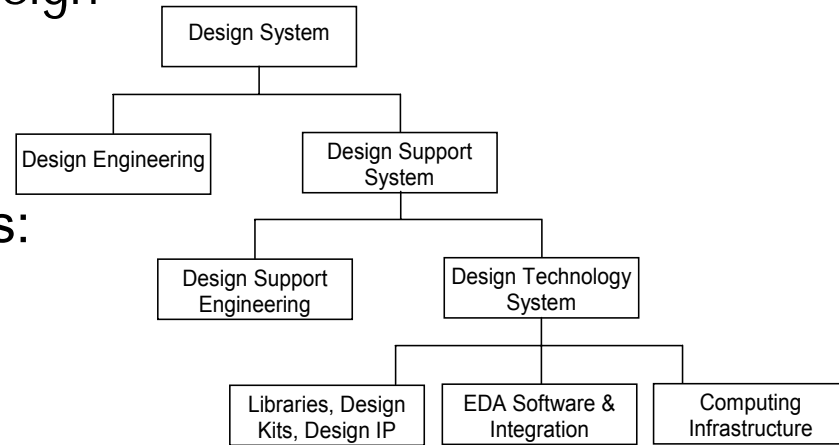 Design System
Design Engineering
Design Support
System
s:
Design Support
Engineering
Design Technology
System
Libraries, Design
Kits, Design IP
EDA Software &
Integration
Computing
Infrastructure